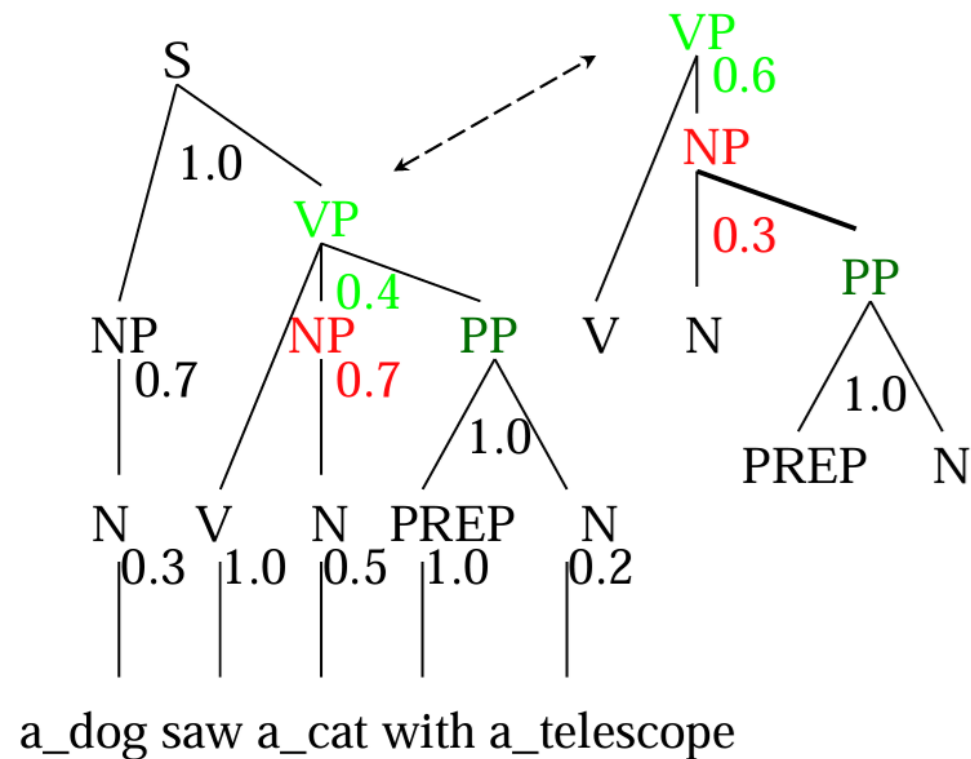 S
VP
0.6
1.0
NP
VP
0.3
0.4
PP
NP
NP
PP
V
N
0.7
0.7
1.0
1.0
PREP
N
N
V
N
PREP
N
0.3
1.0
0.5
1.0
0.2
a_dog saw a_cat with a_telescope